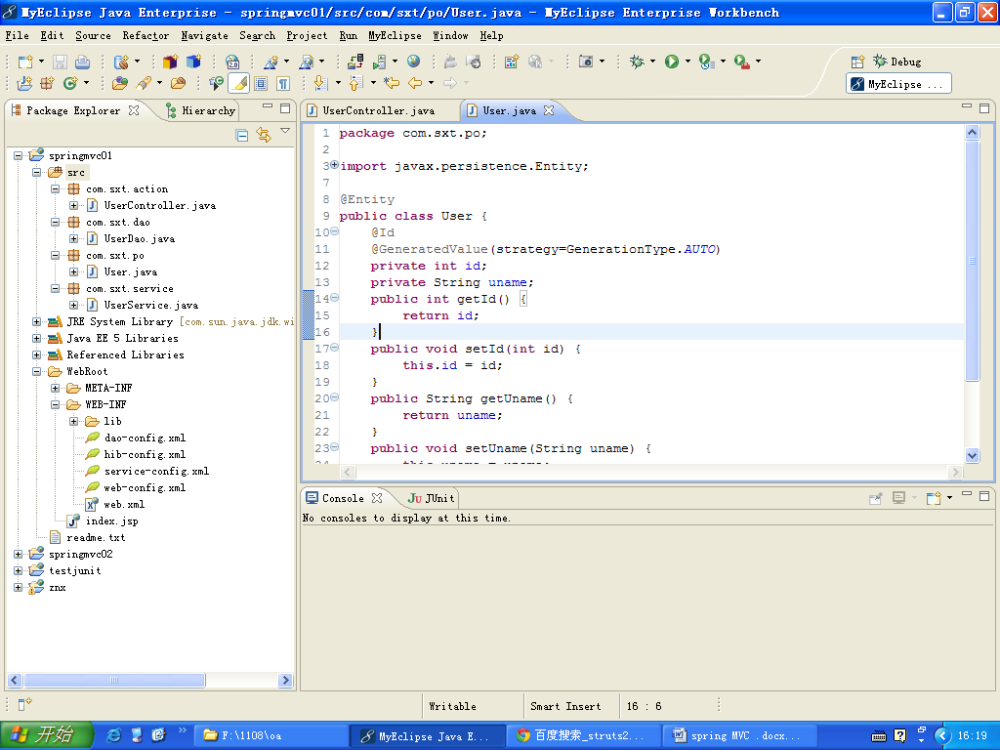 MyEclipse Java Enterprise - springmvc01/src/com/sxt/po/User.java - MyEclipse Enterprise Workbench
File Edit Source Refactor Navigate Search Project Run MyEclipse Window Help
Debug
MyEclipse ...
Package Explorer
Hierarchy
springmvc01
src
com.sxt.action
UserController.java
com.sxt.dao
UserDao.java
com.sxt.po
User.java
com.sxt.service
UserService.java
JRE System Library [com.sun.java.jdk.wi
Java EE 5 Libraries
Referenced Libraries
WebRoot
META-INF
WEB-INF
lib
dao-config.xml
hib-config.xml
service-config.xml
web-config.xml
web.xml
index.jsp
readme.txt
springmvc02
testjunit
znx
UserController.java
User.java
1 package com.sxt.po;
2
3 import javax.persistence.Entity;
7
8 @Entity
9 public class User {
10 @Id
11 @GeneratedValue(strategy=GenerationType.AUTO)
12 private int id;
13 private String uname;
14 public int getId() {
15 return id;
16 }
17 public void setId(int id) {
18 this.id = id;
19 }
20 public String getUname() {
21 return uname;
22 }
23 public void setUname(String uname) {
Console
JUnit
No consoles to display at this time.
Writable
Smart Insert
16 : 6
开始
F:\1108\oa
MyEclipse Java E...
百度搜索_struts2...
spring MVC .docx...
16:19